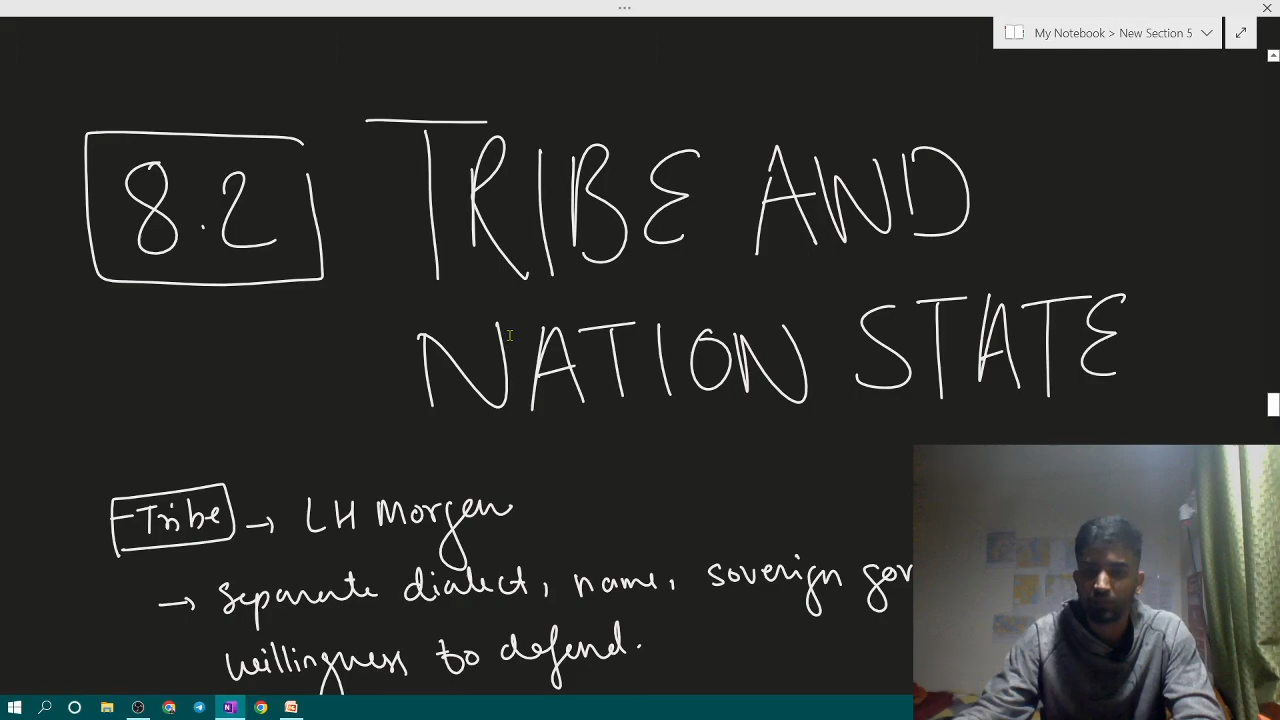 My Notebook > New Section 5
8.2
TRIBE AND
NATION STATE
Tribe → LH Morgen
→ separate dialect, name, soverign gov
willingness to defend.